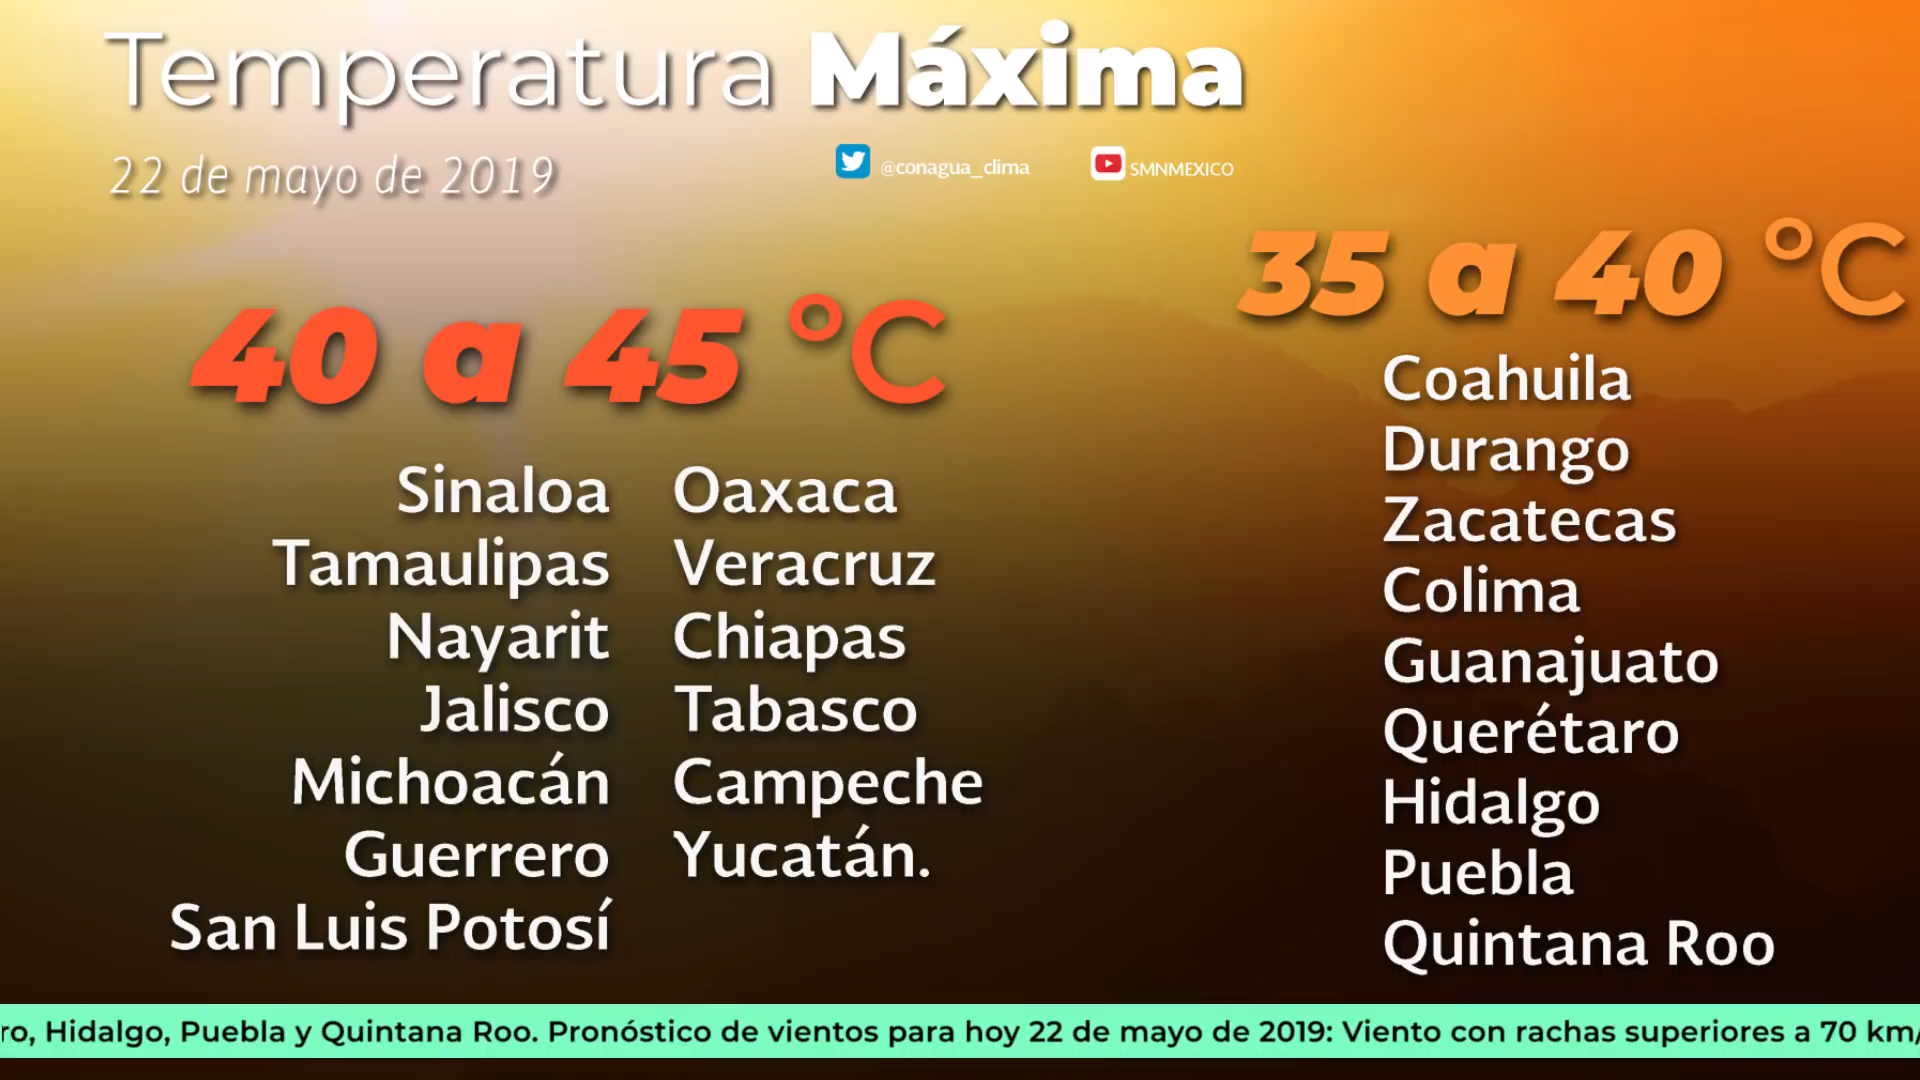 Temperatura Máxima
22 de mayo de 2019
@conagua_clima
SMNMEXICO
40 a 45 °C
Sinaloa
Tamaulipas
Nayarit
Jalisco
Michoacán
Guerrero
San Luis Potosí
Oaxaca
Veracruz
Chiapas
Tabasco
Campeche
Yucatán.
35 a 40 °C
Coahuila
Durango
Zacatecas
Colima
Guanajuato
Querétaro
Hidalgo
Puebla
Quintana Roo
ro, Hidalgo, Puebla y Quintana Roo. Pronóstico de vientos para hoy 22 de mayo de 2019: Viento con rachas superiores a 70 km/